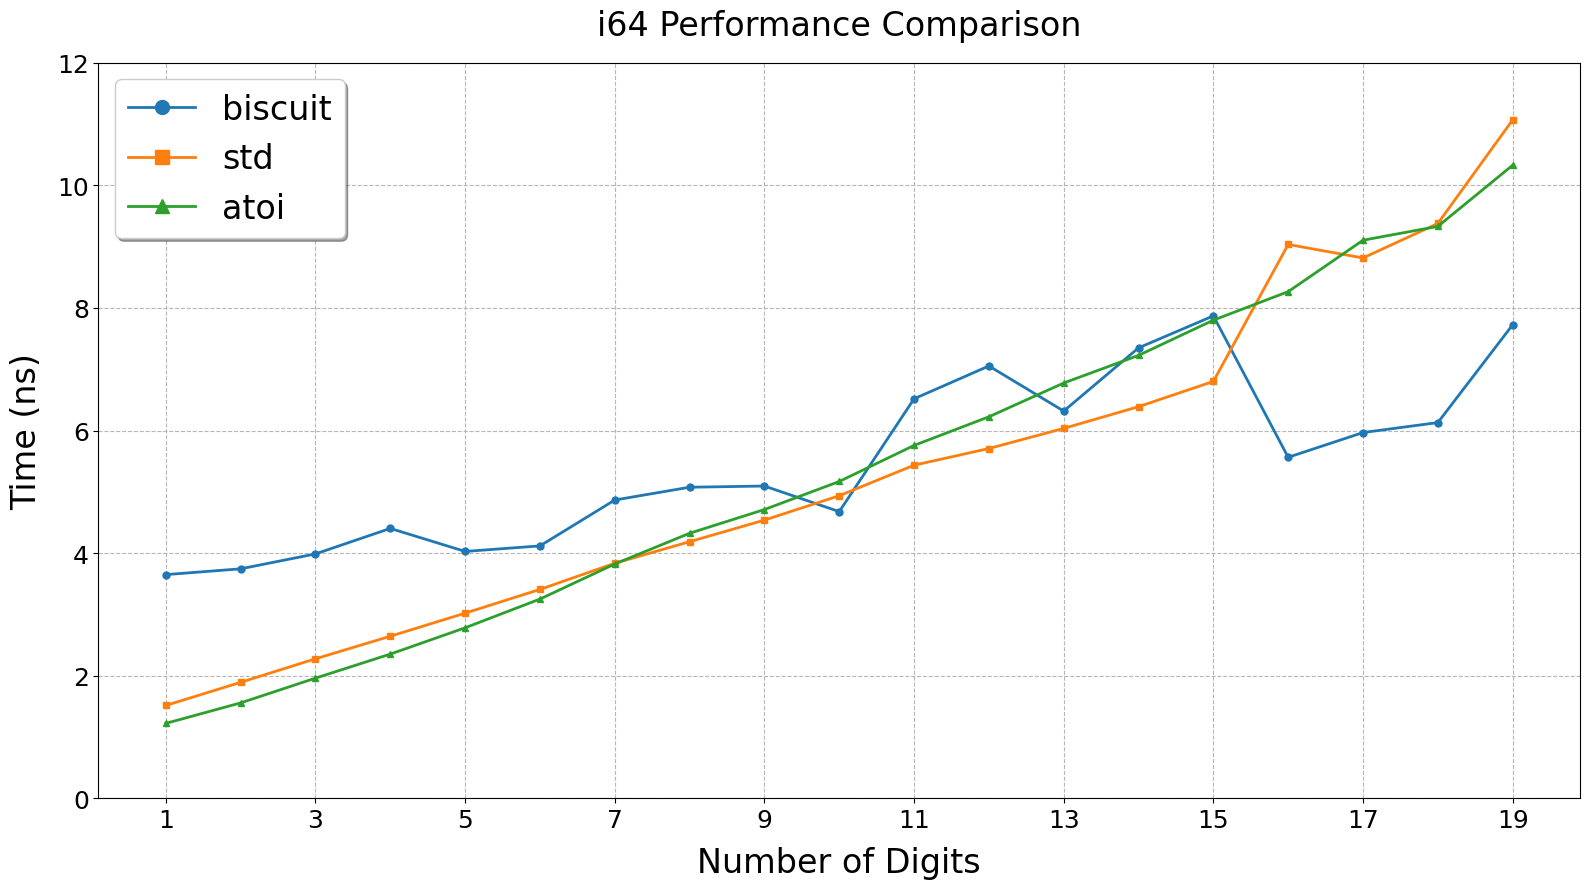 i64 Performance Comparison
12
10
8
6
4
2
0
Time (ns)
biscuit
std
atoi
1 3 5 7 9 11 13 15 17 19
Number of Digits